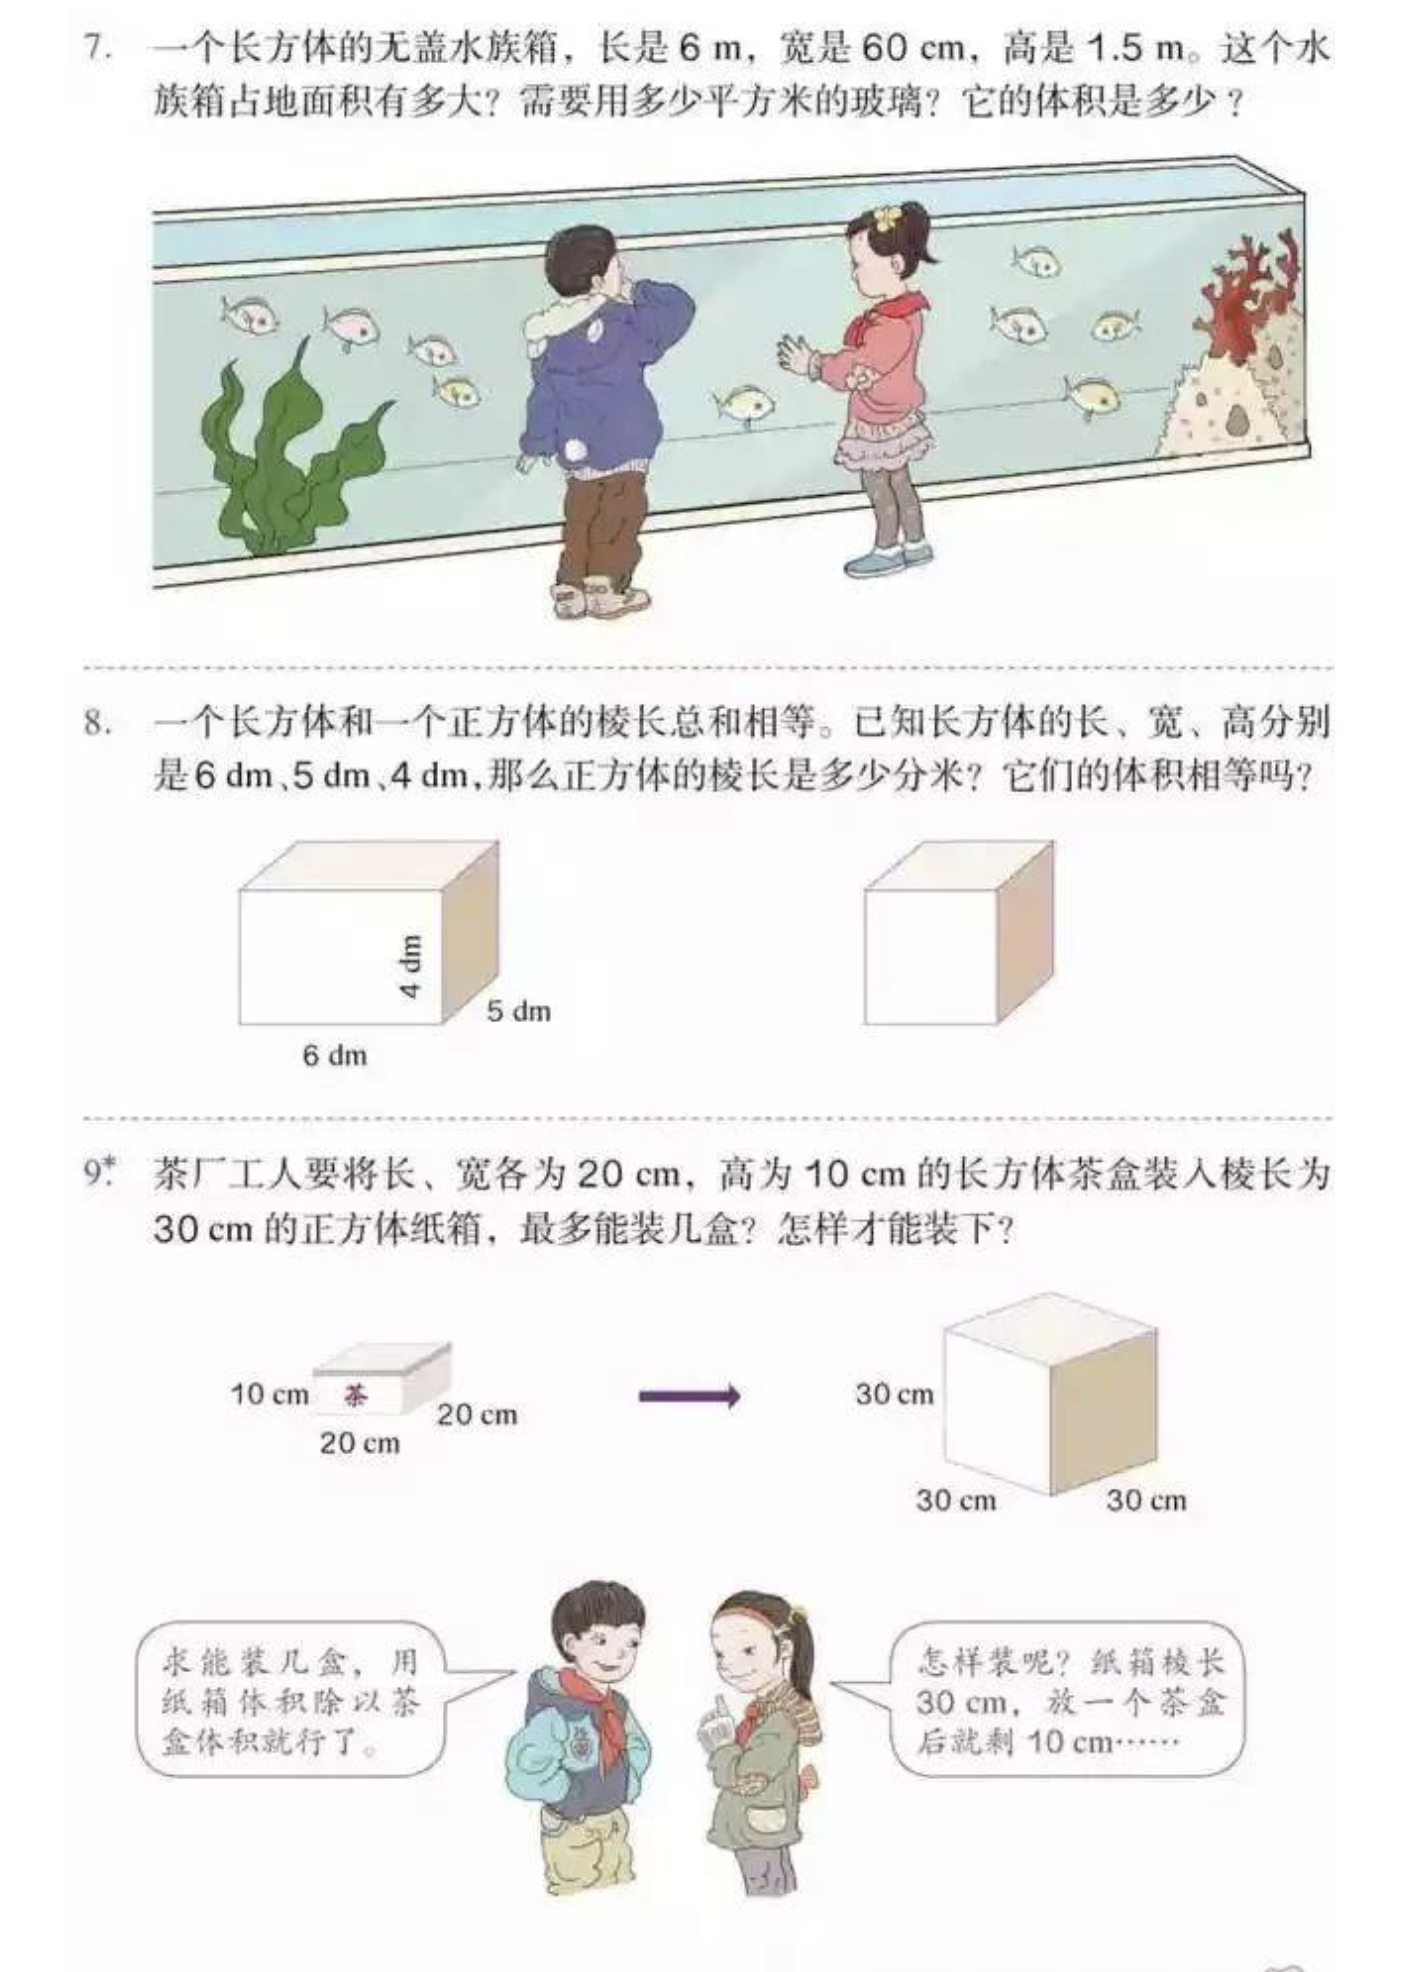 7. 一个长方体的无盖水族箱，长是 6 m，宽是 60 cm，高是 1.5 m。这个水
族箱占地面积有多大？需要用多少平方米的玻璃？它的体积是多少？
8. 一个长方体和一个正方体的棱长总和相等。已知长方体的长、宽、高分别
是 6 dm、5 dm、4 dm，那么正方体的棱长是多少分米？它们的体积相等吗？
4 dm
5 dm
6 dm
9* 茶厂工人要将长、宽各为 20 cm，高为 10 cm 的长方体茶盒装入棱长为
30 cm 的正方体纸箱，最多能装几盒？怎样才能装下？
10 cm
茶
20 cm
20 cm
30 cm
30 cm
30 cm
求能装几盒，用
纸箱体积除以茶
盒体积就行了。
怎样装呢？纸箱棱长
30 cm，放一个茶盒
后就剩 10 cm……